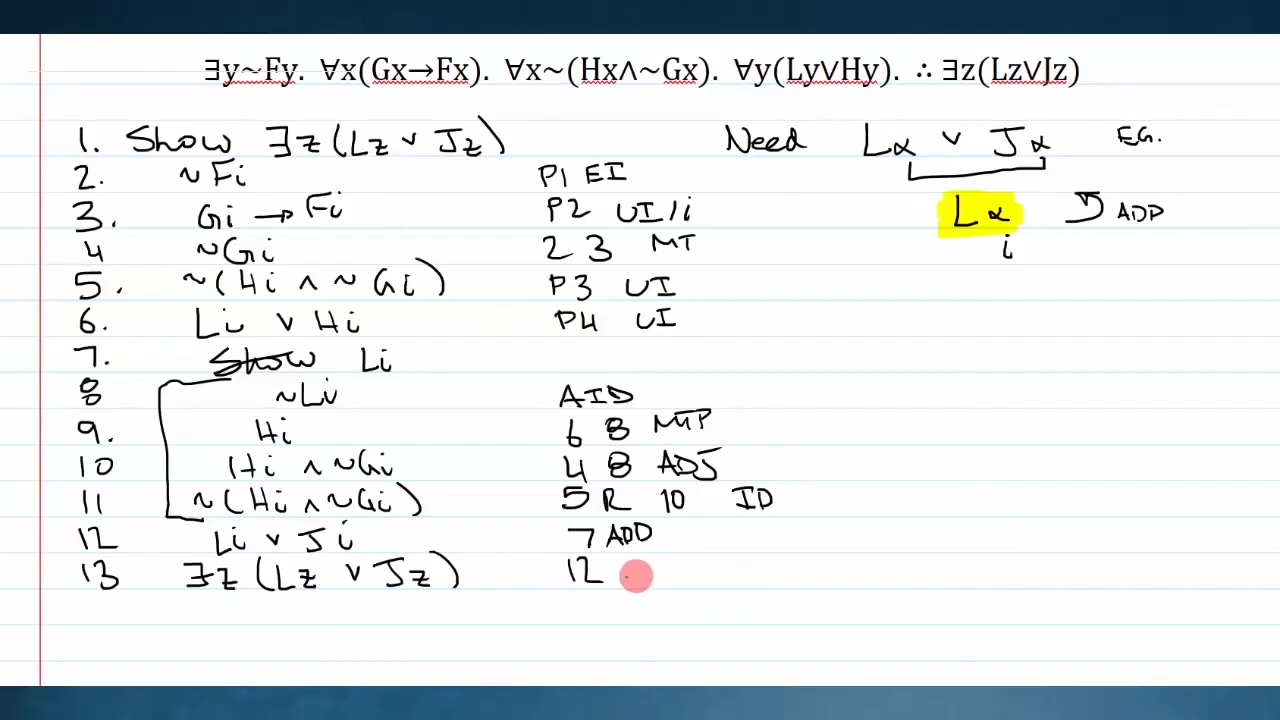 ∃y~Fy. ∀x(Gx→Fx). ∀x~(Hx∧~Gx). ∀y(Ly∨Hy). ∴ ∃z(Lz∨Jz)
1. Show ∃z(Lz ∨ Jz) Need Lα ∨ Jα EG.
2. ~Fi P1 EI
3. Gi → Fi P2 UI/i Lα ADD
4 ~Gi 2 3 MT i
5. ~(Hi ∧ ~Gi) P3 UI
6. Li ∨ Hi P4 UI
7. Show Li
8 ~Li AID
9. Hi 6 8 MTP
10 Hi ∧ ~Gi 4 8 ADJ
11 ~(Hi ∧ ~Gi) 5 R 10 ID
12 Li ∨ Ji 7 ADD
13 ∃z(Lz ∨ Jz) 12